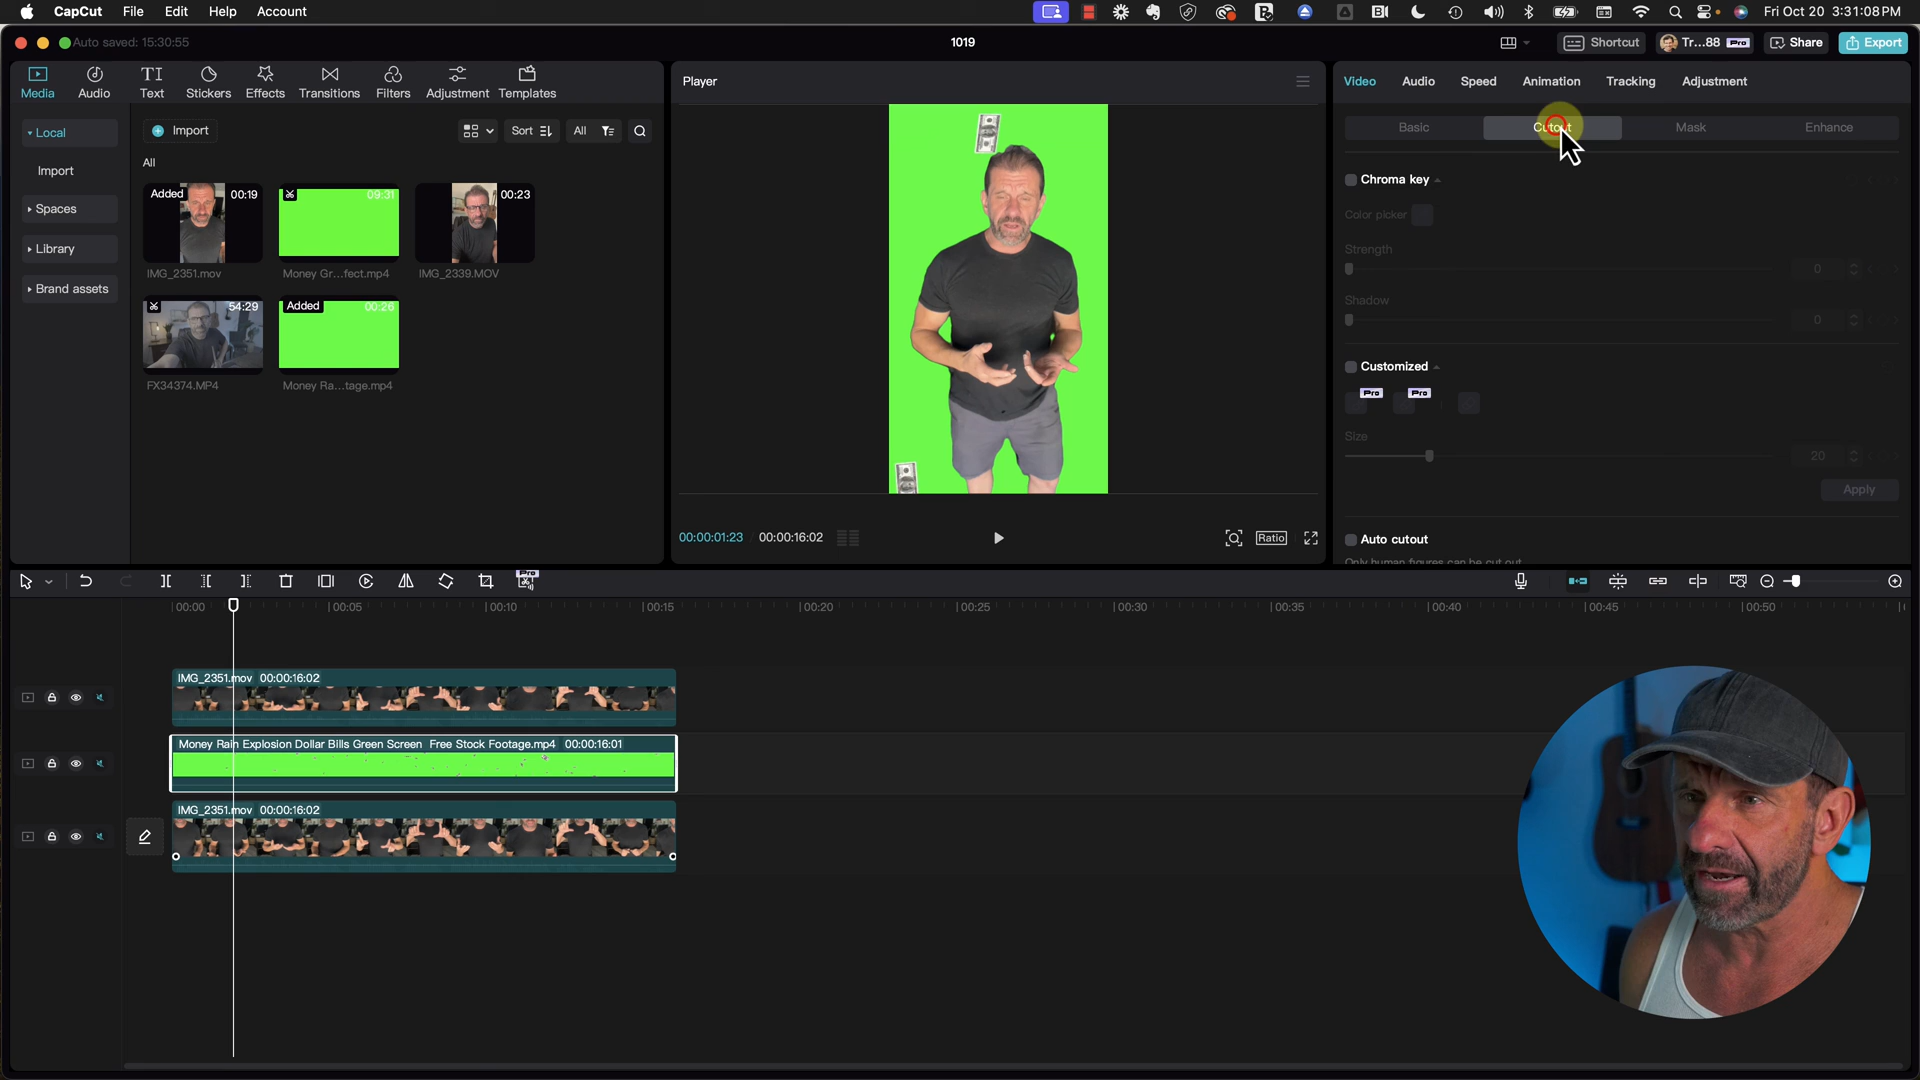 CapCut File Edit Help Account
Fri Oct 20 3:31:08 PM
Auto saved: 15:30:55
1019
Shortcut
Tr...88 Pro
Share
Export
Media Audio Text Stickers Effects Transitions Filters Adjustment Templates
Player
Video Audio Speed Animation Tracking Adjustment
Local
Import
Spaces
Library
Brand assets
Import
Sort
All
All
Added 00:19
09:31
00:23
IMG_2351.mov
Money Gr...fect.mp4
IMG_2339.MOV
54:29
Added 00:26
FX34374.MP4
Money Ra...tage.mp4
00:00:01:23 / 00:00:16:02
Ratio
Basic Cutout Mask Enhance
Chroma key
Color picker
Strength
0
Shadow
0
Customized
Pro Pro
Size
20
Apply
Auto cutout
Only human figures can be cut out
Pro
00:00 00:05 00:10 00:15 00:20 00:25 00:30 00:35 00:40 00:45 00:50
IMG_2351.mov 00:00:16:02
Money Rain Explosion Dollar Bills Green Screen Free Stock Footage.mp4 00:00:16:01
IMG_2351.mov 00:00:16:02